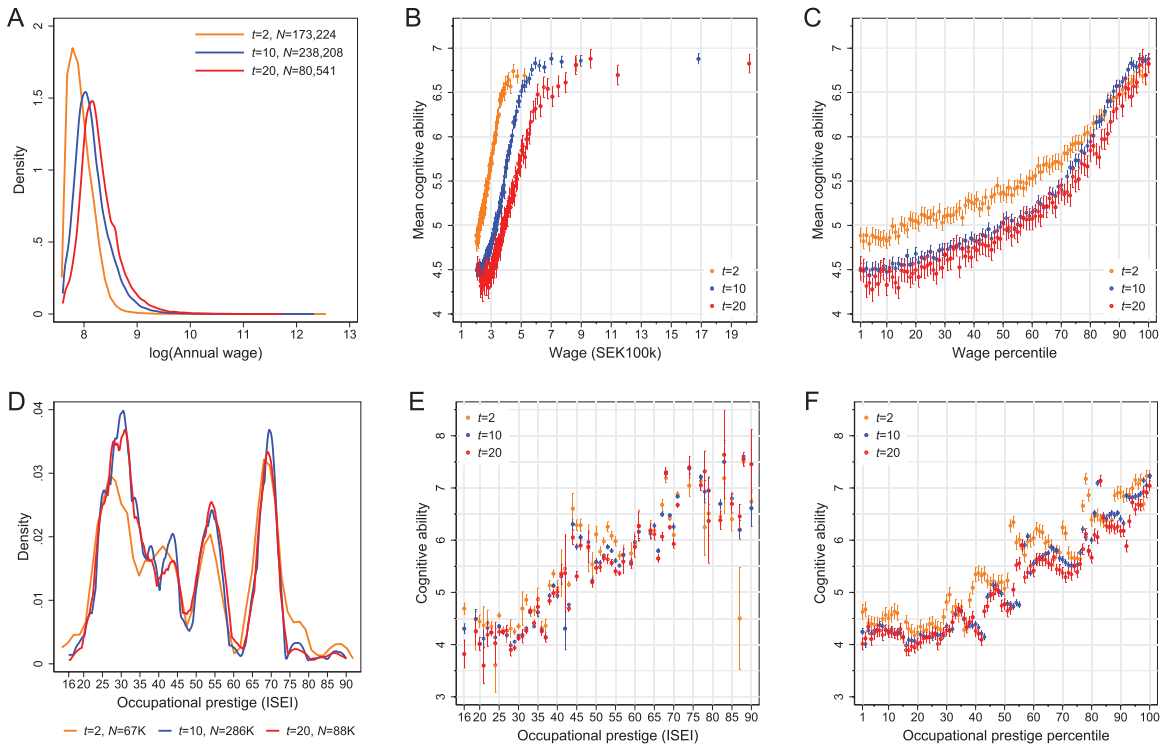 A
t=2, N=173,224
t=10, N=238,208
t=20, N=80,541
Density
2
1.5
1
.5
0
8 9 10 11 12 13
log(Annual wage)
B
Mean cognitive ability
7
6.5
6
5.5
5
4.5
4
t=2
t=10
t=20
1 3 5 7 9 11 13 15 17 19
Wage (SEK100k)
C
Mean cognitive ability
7
6.5
6
5.5
5
4.5
4
t=2
t=10
t=20
1 10 20 30 40 50 60 70 80 90 100
Wage percentile
D
Density
.04
.03
.02
.01
0
16 20 25 30 35 40 45 50 55 60 65 70 75 80 85 90
Occupational prestige (ISEI)
t=2, N=67K t=10, N=286K t=20, N=88K
E
t=2
t=10
t=20
Cognitive ability
8
7
6
5
4
3
16 20 25 30 35 40 45 50 55 60 65 70 75 80 85 90
Occupational prestige (ISEI)
F
t=2
t=10
t=20
Cognitive ability
8
7
6
5
4
3
1 10 20 30 40 50 60 70 80 90 100
Occupational prestige percentile